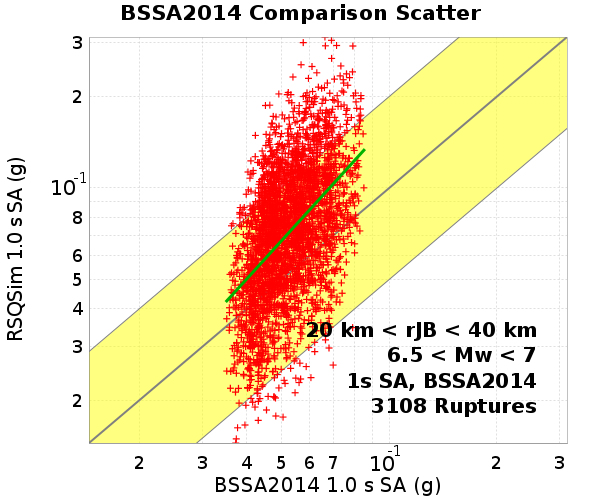 BSSA2014 Comparison Scatter
RSQSim 1.0 s SA (g)
3
2
10-1
8
6
5
4
3
2
20 km < rJB < 40 km
6.5 < Mw < 7
1s SA, BSSA2014
3108 Ruptures
2 3 4 5 6 7 10-1 2 3
BSSA2014 1.0 s SA (g)